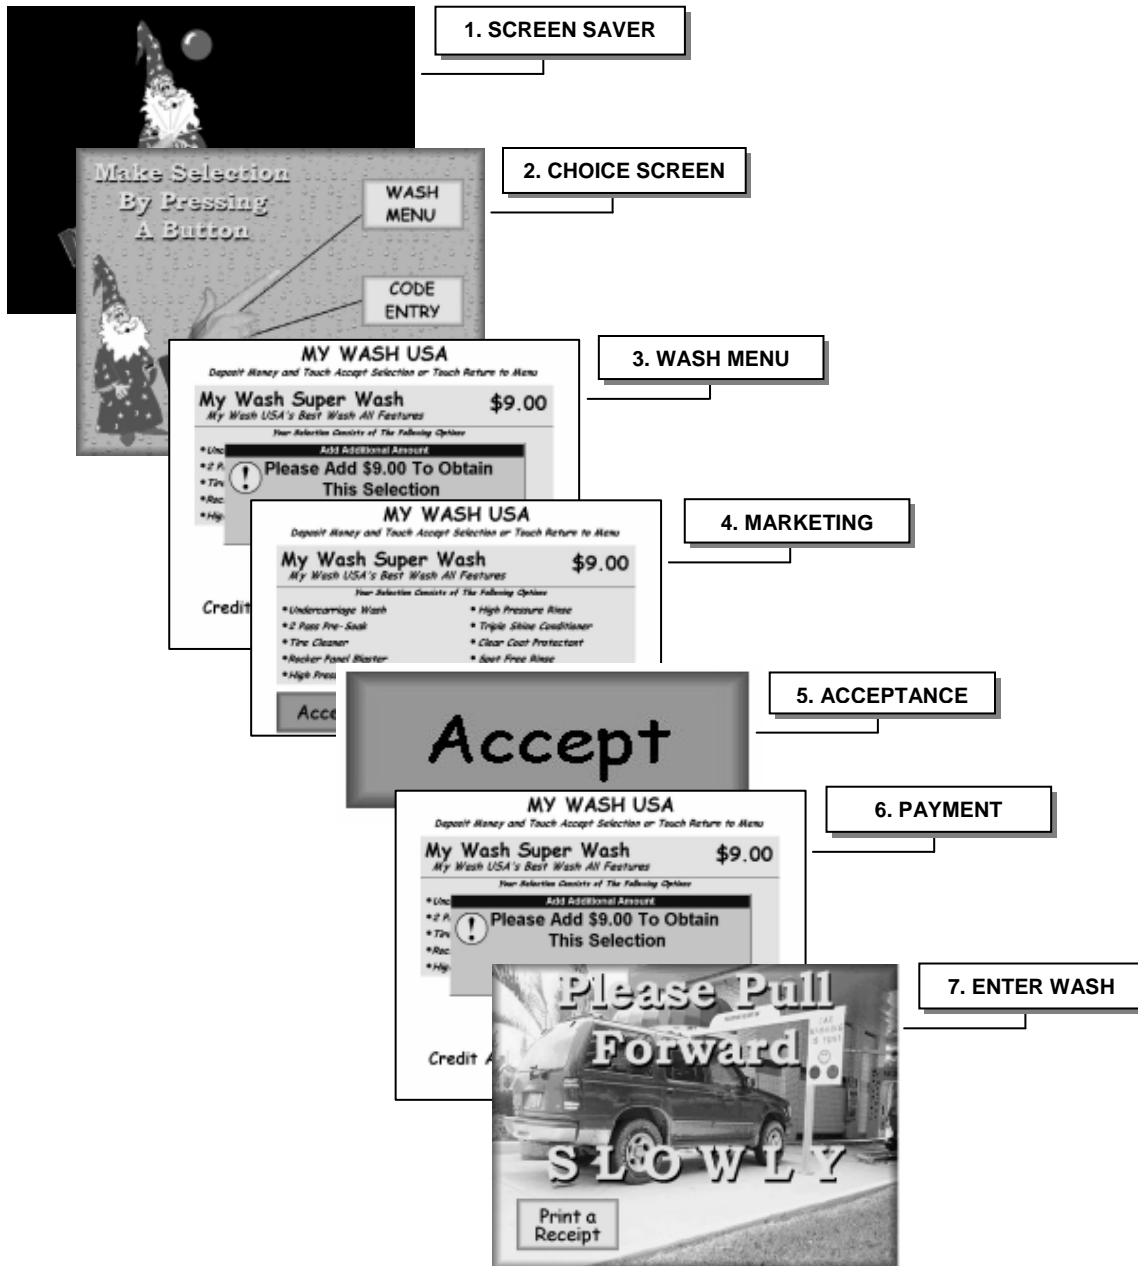 1. SCREEN SAVER
2. CHOICE SCREEN
Make Selection
By Pressing
A Button
WASH
MENU
CODE
ENTRY
3. WASH MENU
MY WASH USA
Deposit Money and Touch Accept Selection or Touch Return to Menu
My Wash Super Wash $9.00
My Wash USA's Best Wash All Features
Your Selection Consists of The Following Options
Add Additional Amount
Please Add $9.00 To Obtain
This Selection
Credit
4. MARKETING
MY WASH USA
Deposit Money and Touch Accept Selection or Touch Return to Menu
My Wash Super Wash $9.00
My Wash USA's Best Wash All Features
Your Selection Consists of The Following Options
•Undercarriage Wash • High Pressure Rinse
•2 Pass Pre-Soak • Triple Shine Conditioner
•Tire Cleaner • Clear Coat Protectant
•Rocker Panel Blaster • Spot Free Rinse
•High Press
Acce
5. ACCEPTANCE
Accept
6. PAYMENT
MY WASH USA
Deposit Money and Touch Accept Selection or Touch Return to Menu
My Wash Super Wash $9.00
My Wash USA's Best Wash All Features
Your Selection Consists of The Following Options
Add Additional Amount
Please Add $9.00 To Obtain
This Selection
Credit A
7. ENTER WASH
Please Pull
Forward
SLOWLY
Print a
Receipt